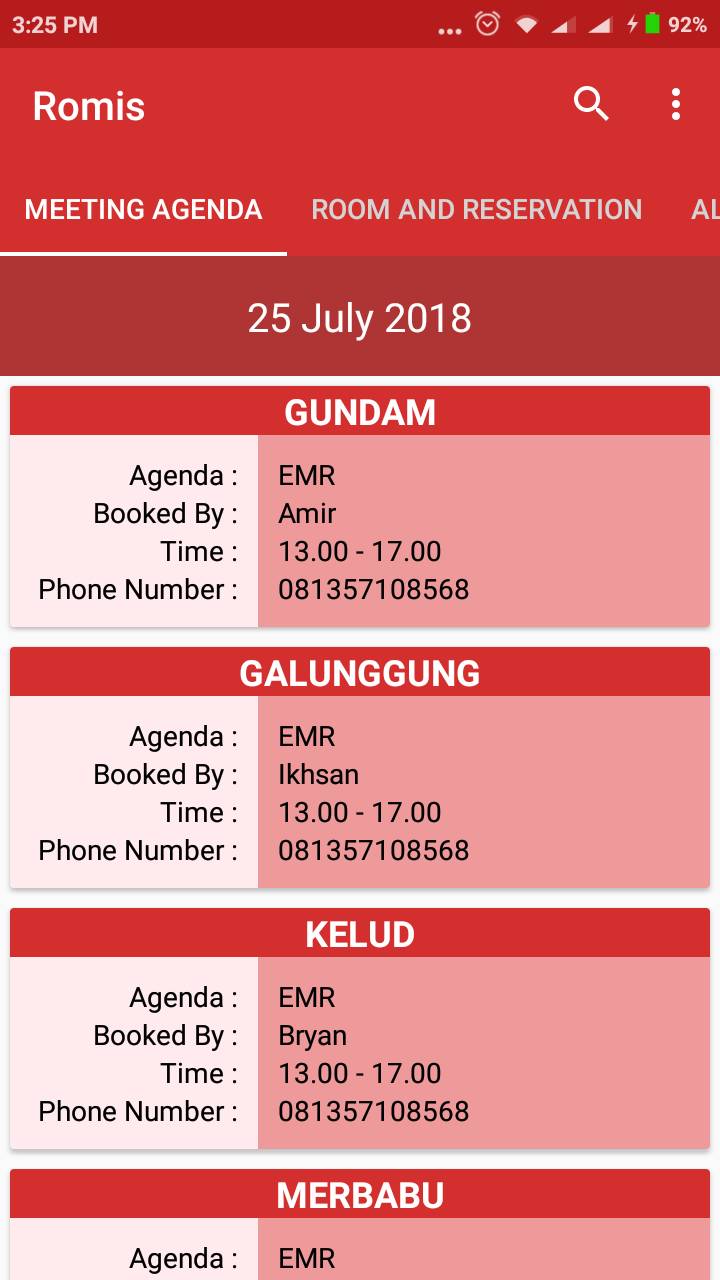 3:25 PM ... 92%
Romis
MEETING AGENDA ROOM AND RESERVATION AL
25 July 2018
GUNDAM
Agenda : EMR
Booked By : Amir
Time : 13.00 - 17.00
Phone Number : 081357108568
GALUNGGUNG
Agenda : EMR
Booked By : Ikhsan
Time : 13.00 - 17.00
Phone Number : 081357108568
KELUD
Agenda : EMR
Booked By : Bryan
Time : 13.00 - 17.00
Phone Number : 081357108568
MERBABU
Agenda : EMR